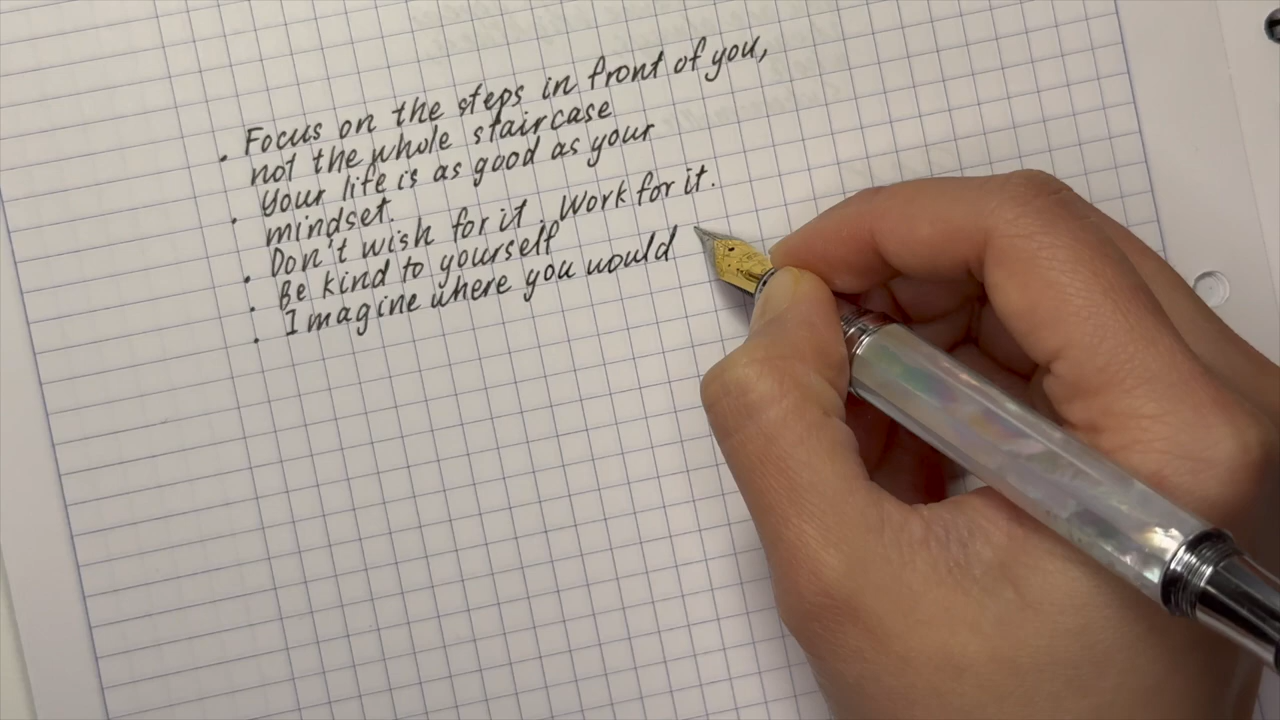 . Focus on the steps in front of you,
not the whole staircase
. Your life is as good as your
mindset.
. Don't wish for it. Work for it.
. Be kind to yourself
. Imagine where you would